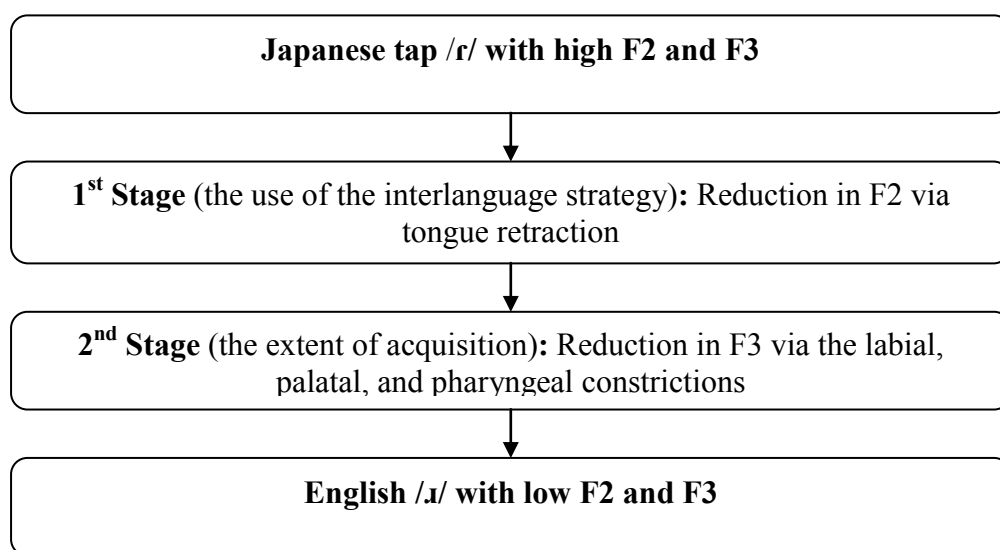 Japanese tap /ɾ/ with high F2 and F3
1st Stage (the use of the interlanguage strategy): Reduction in F2 via
tongue retraction
2nd Stage (the extent of acquisition): Reduction in F3 via the labial,
palatal, and pharyngeal constrictions
English /ɹ/ with low F2 and F3